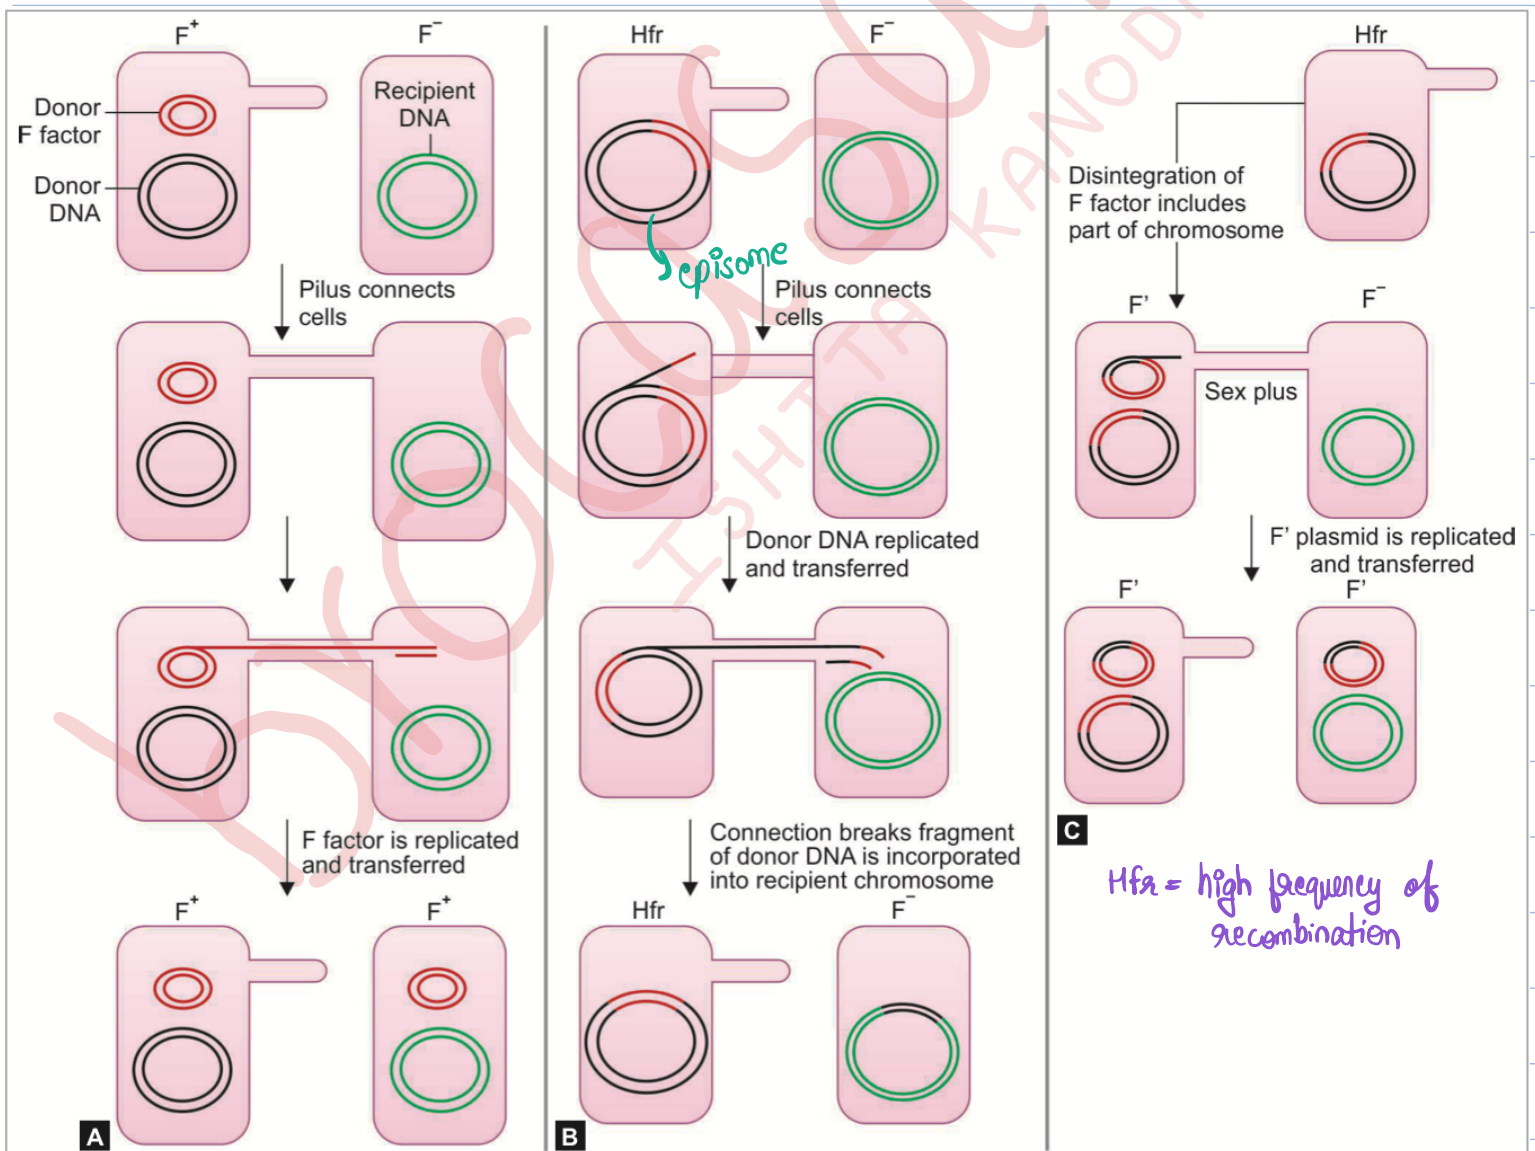 F+
F−
Donor
F factor
Donor
DNA
Recipient
DNA
Pilus connects
cells
F factor is replicated
and transferred
F+
F+
A
Hfr
F−
episome
Pilus connects
cells
Donor DNA replicated
and transferred
Connection breaks fragment
of donor DNA is incorporated
into recipient chromosome
Hfr
F−
B
Hfr
Disintegration of
F factor includes
part of chromosome
F’
F−
Sex plus
F’ plasmid is replicated
and transferred
F’
F’
C
Hfr = high frequency of
recombination